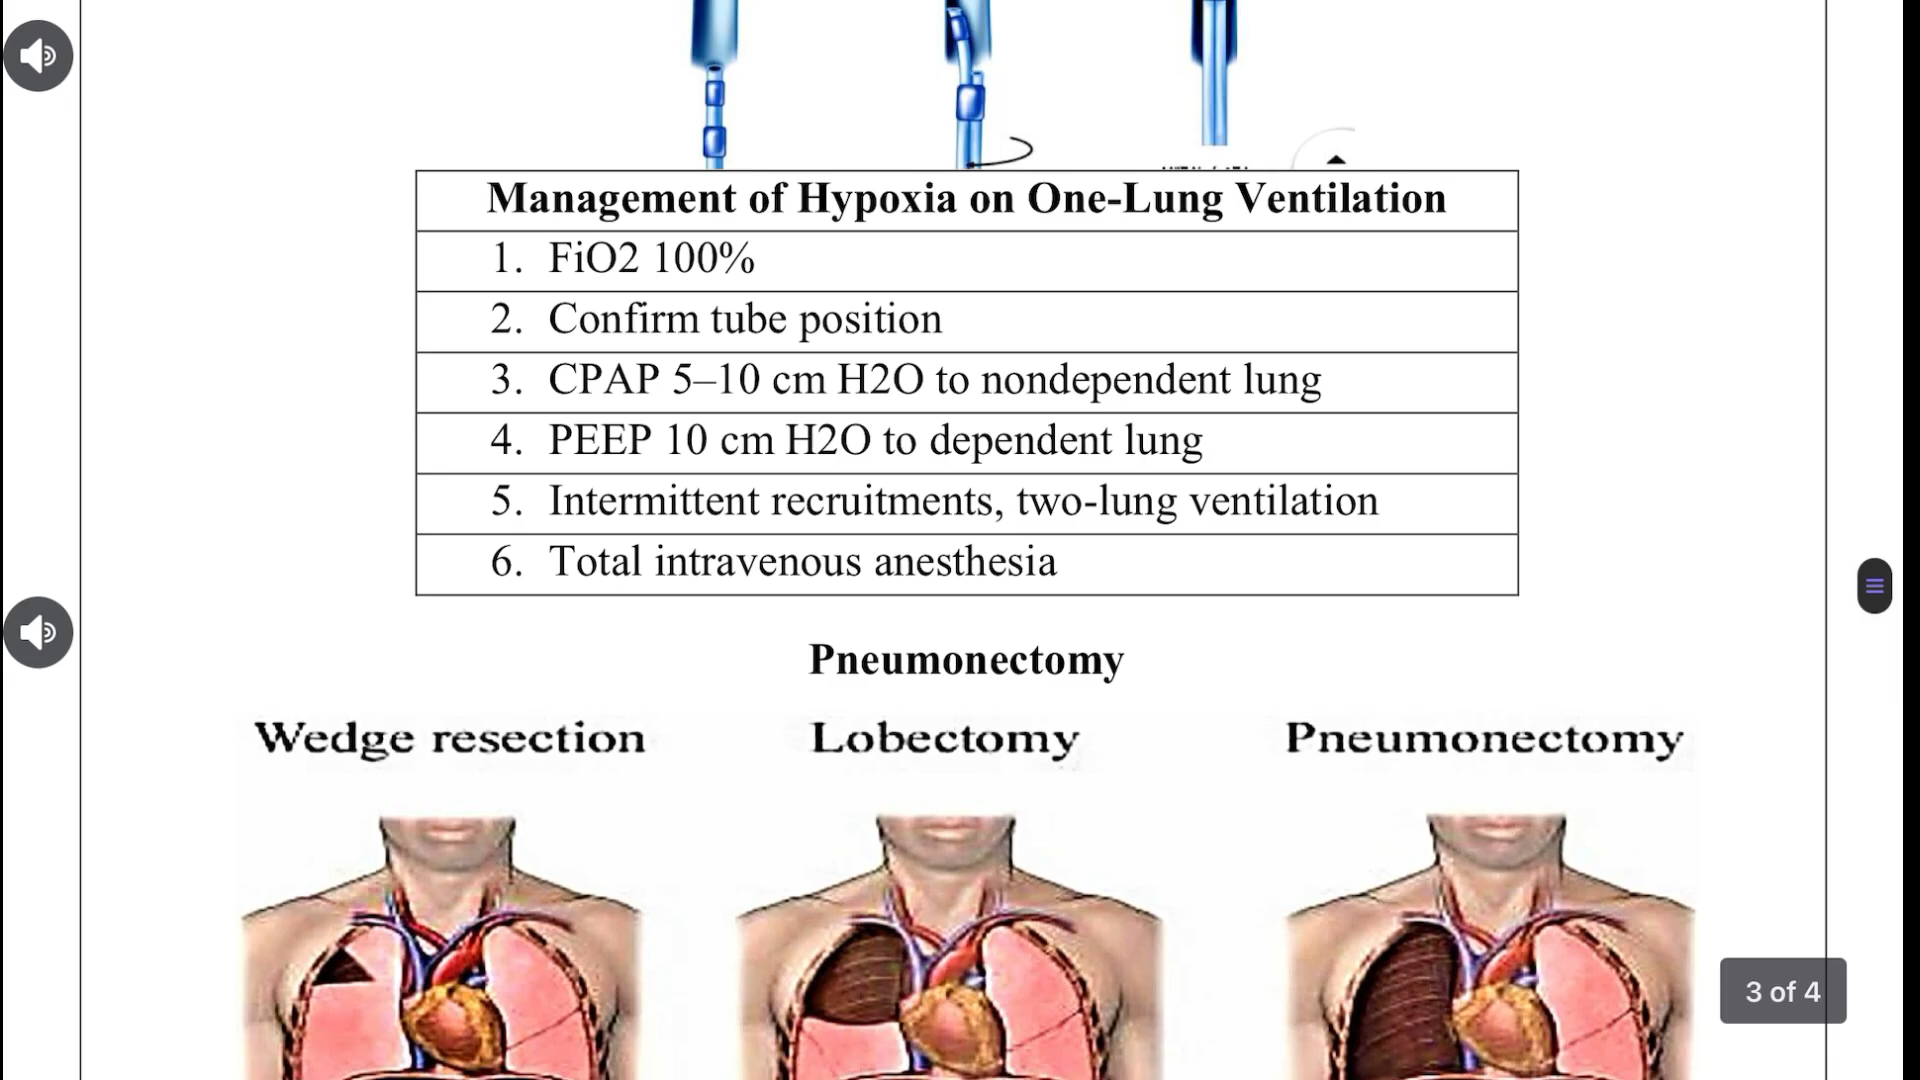 Management of Hypoxia on One-Lung Ventilation
1. FiO2 100%
2. Confirm tube position
3. CPAP 5–10 cm H2O to nondependent lung
4. PEEP 10 cm H2O to dependent lung
5. Intermittent recruitments, two-lung ventilation
6. Total intravenous anesthesia
Pneumonectomy
Wedge resection
Lobectomy
Pneumonectomy
3 of 4